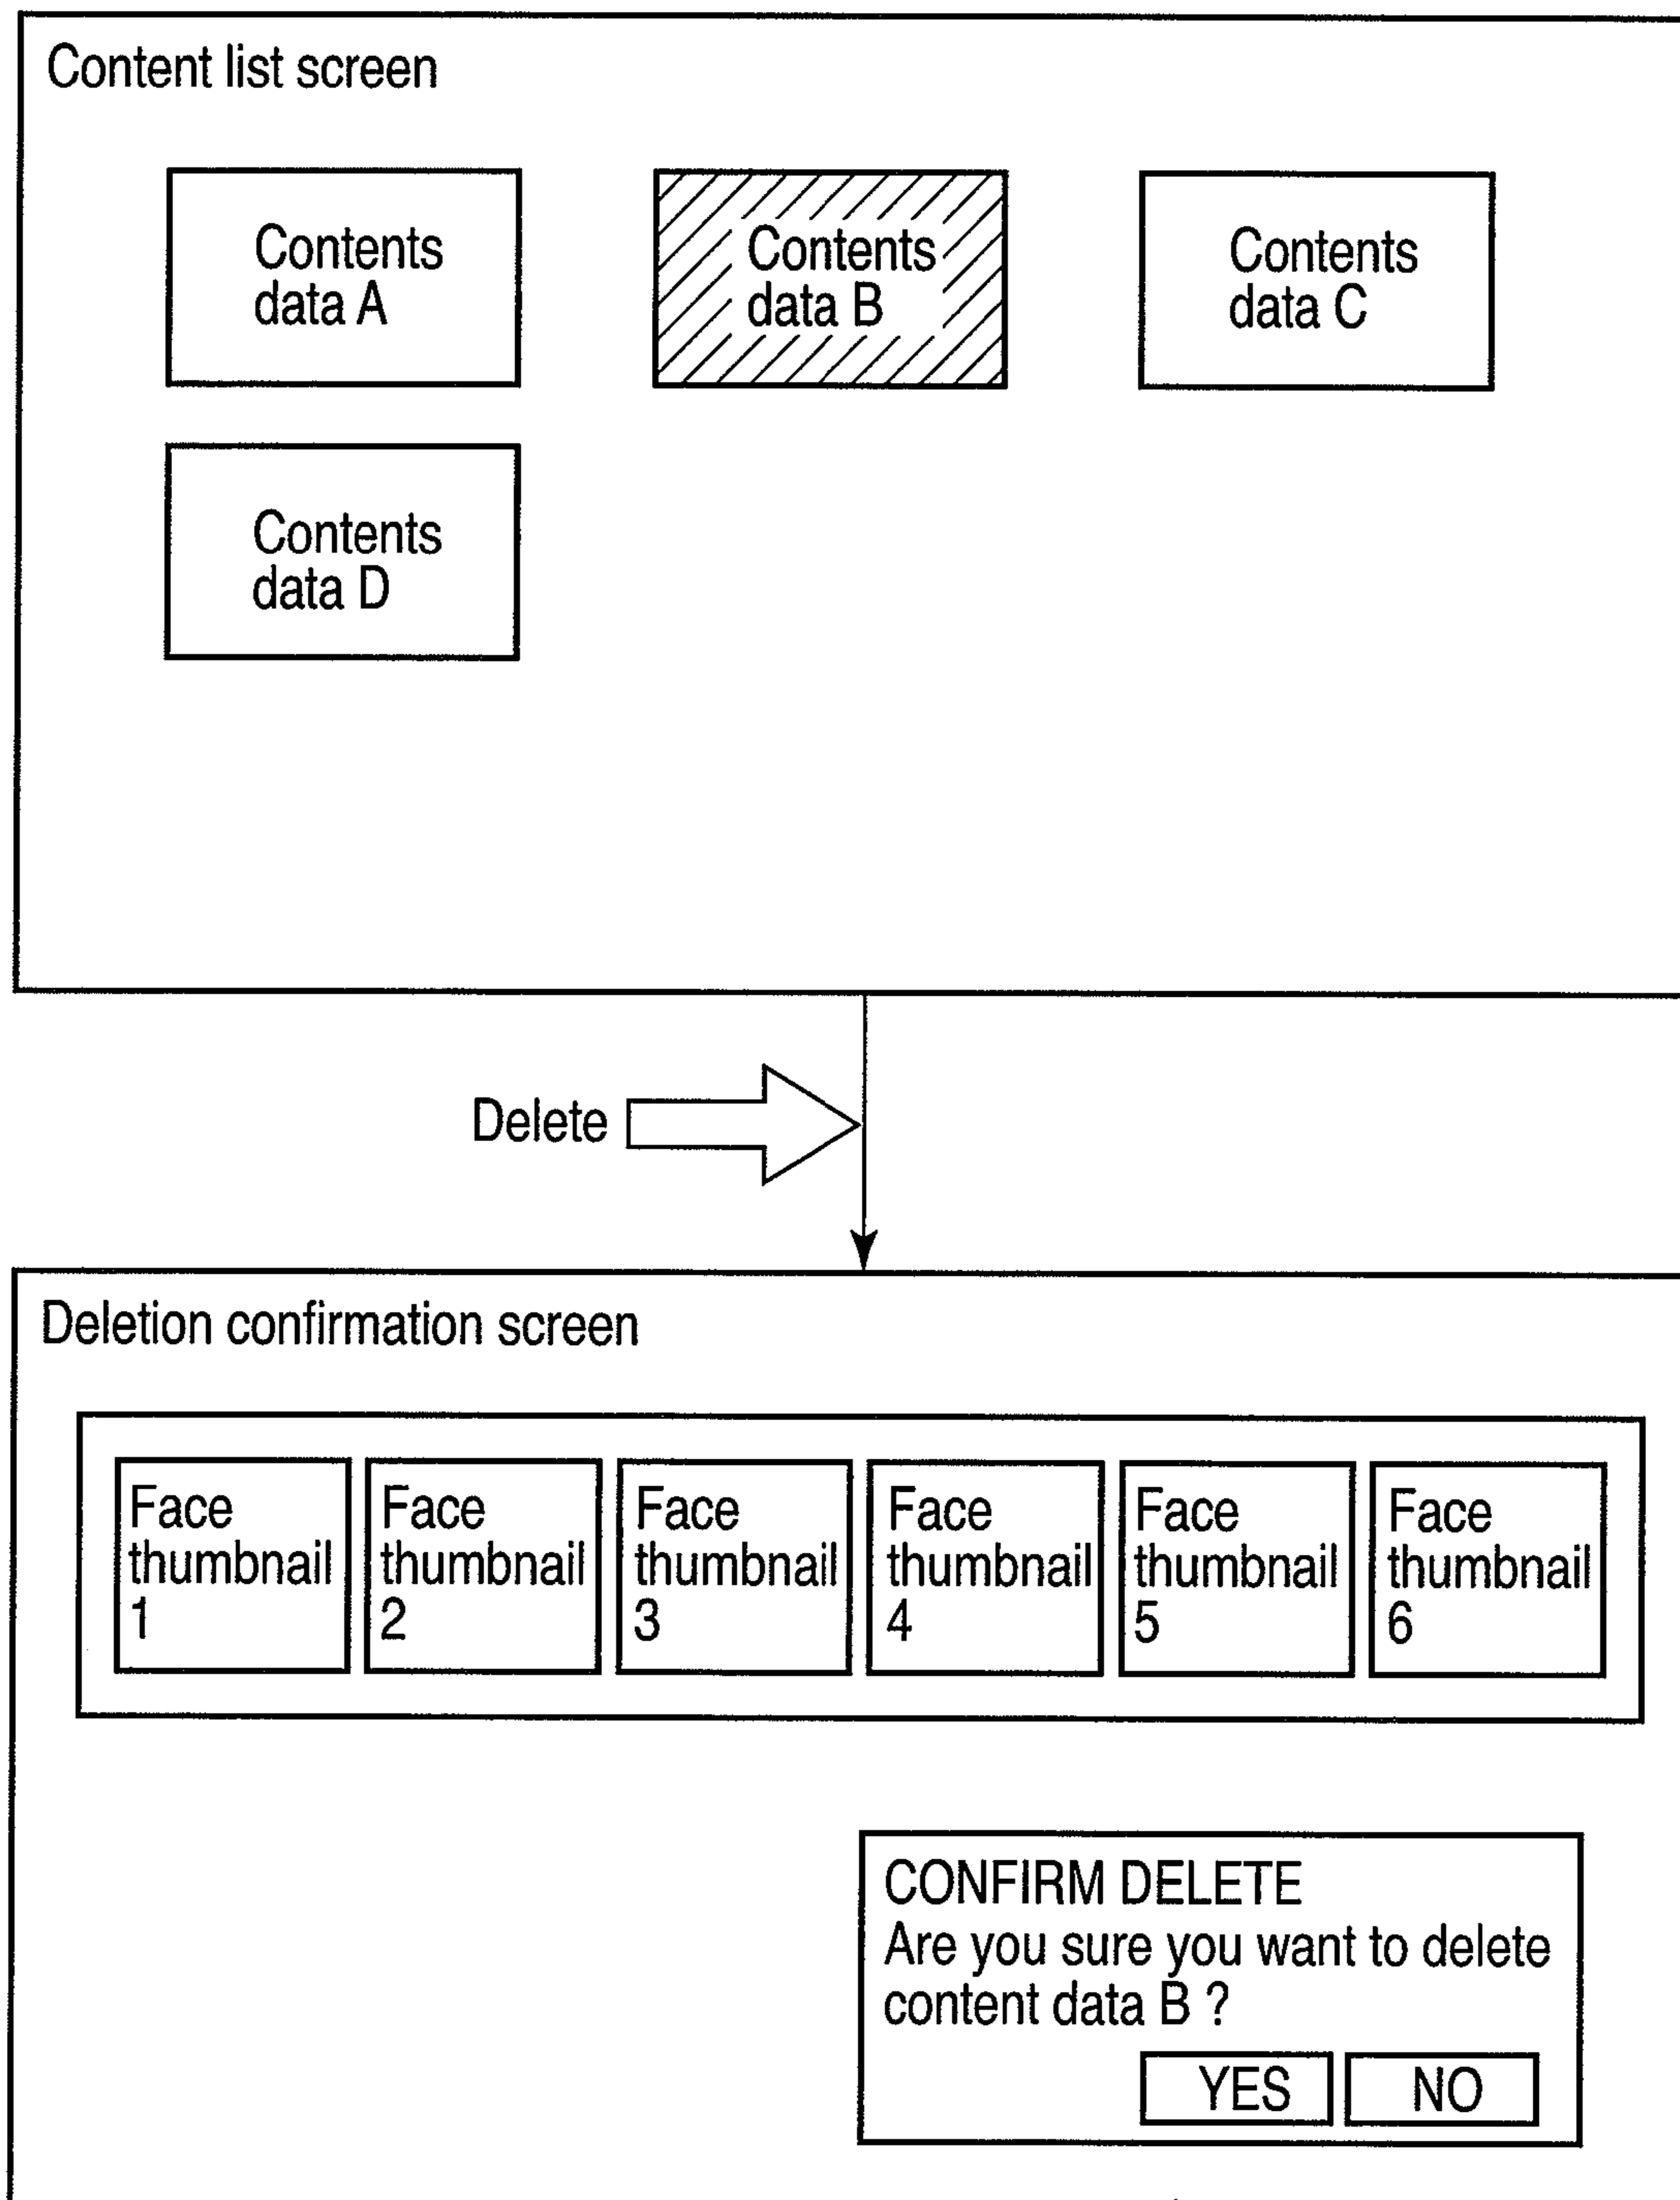 Content list screen
Contents
data A
Contents
data B
Contents
data C
Contents
data D
Delete
Deletion confirmation screen
Face
thumbnail
1
Face
thumbnail
2
Face
thumbnail
3
Face
thumbnail
4
Face
thumbnail
5
Face
thumbnail
6
CONFIRM DELETE
Are you sure you want to delete
content data B ?
YES
NO